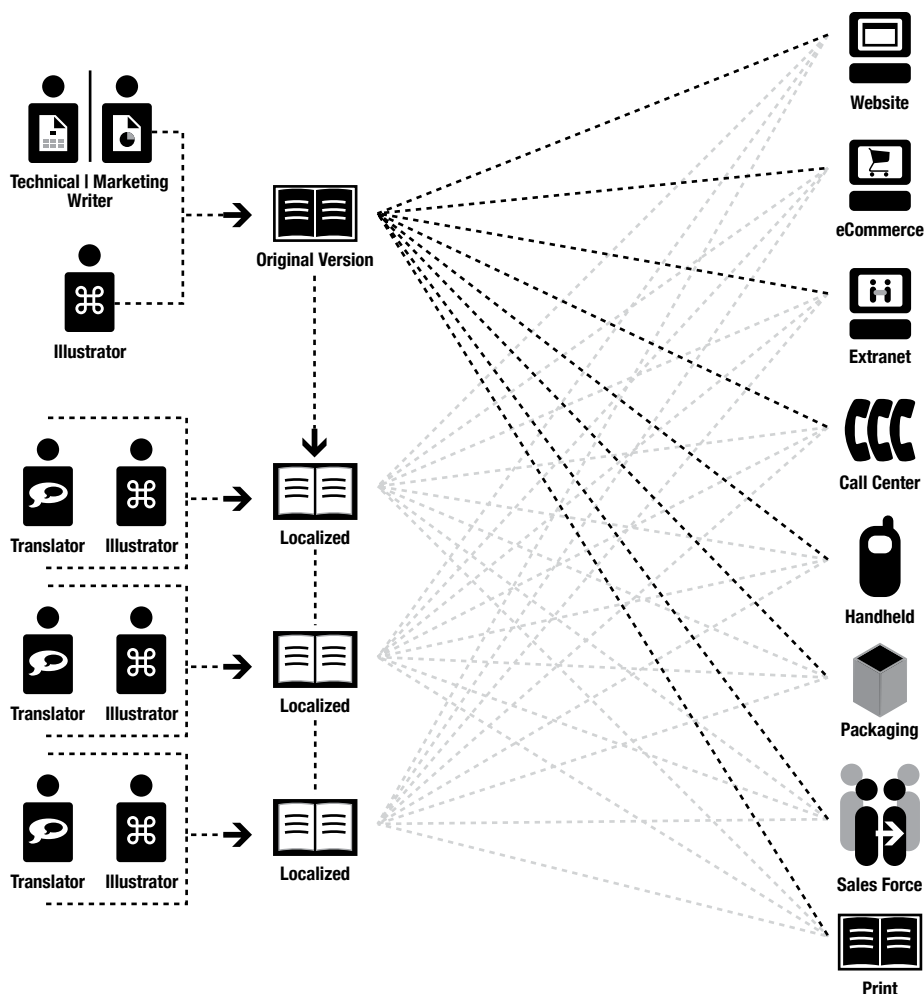 Technical | Marketing
Writer
Illustrator
Original Version
Translator
Illustrator
Localized
Translator
Illustrator
Localized
Translator
Illustrator
Localized
Website
eCommerce
Extranet
Call Center
Handheld
Packaging
Sales Force
Print